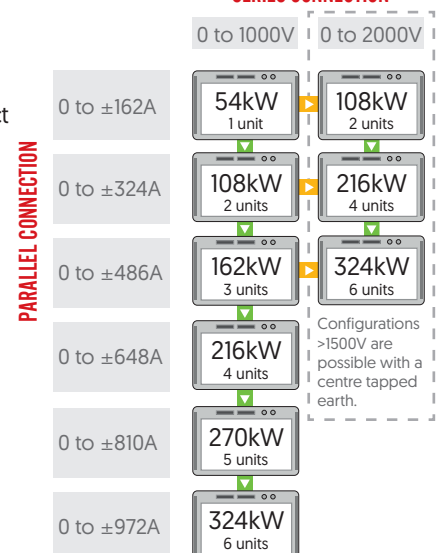 0 to 1000V
0 to 2000V
PARALLEL CONNECTION
0 to ±162A
54kW
1 unit
108kW
2 units
0 to ±324A
108kW
2 units
216kW
4 units
0 to ±486A
162kW
3 units
324kW
6 units
0 to ±648A
216kW
4 units
Configurations
>1500V are
possible with a
centre tapped
earth.
0 to ±810A
270kW
5 units
0 to ±972A
324kW
6 units